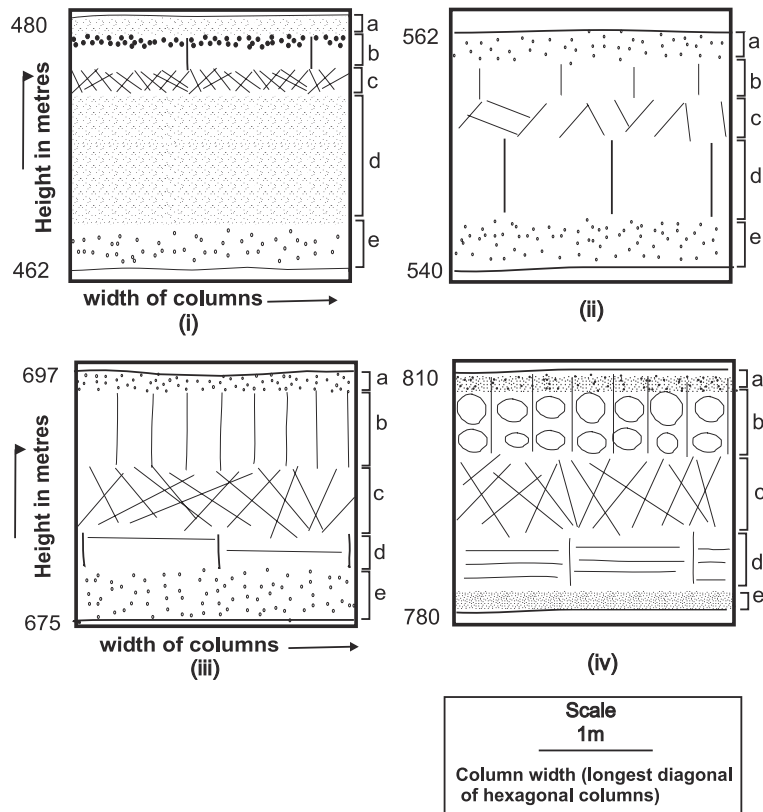 480
a
b
c
d
e
462
Height in metres
width of columns
(i)
562
a
b
c
d
e
540
(ii)
697
a
b
c
d
e
675
Height in metres
width of columns
(iii)
810
a
b
c
d
e
780
(iv)
Scale
1m
Column width (longest diagonal
of hexagonal columns)